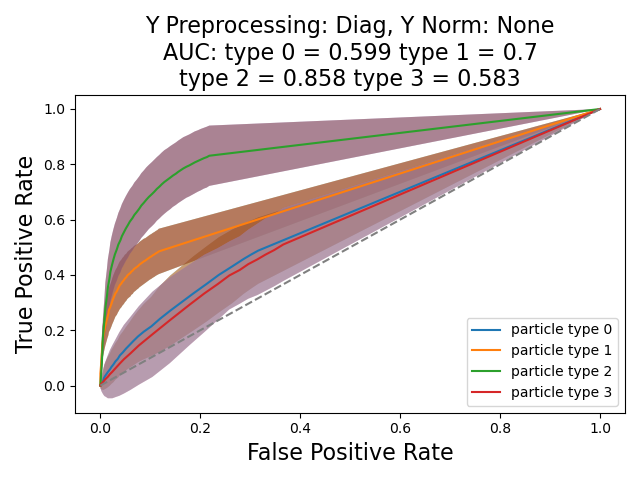 Y Preprocessing: Diag, Y Norm: None
AUC: type 0 = 0.599 type 1 = 0.7
type 2 = 0.858 type 3 = 0.583
True Positive Rate
1.0
0.8
0.6
0.4
0.2
0.0
particle type 0
particle type 1
particle type 2
particle type 3
0.0 0.2 0.4 0.6 0.8 1.0
False Positive Rate